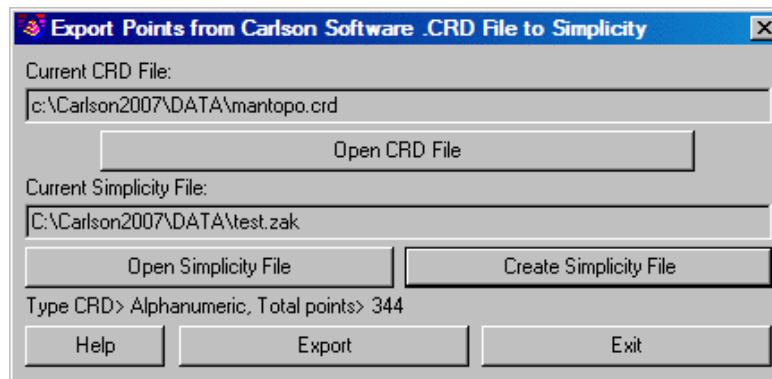 Export Points from Carlson Software .CRD File to Simplicity
Current CRD File:
c:\Carlson2007\DATA\mantopo.crd
Open CRD File
Current Simplicity File:
C:\Carlson2007\DATA\test.zak
Open Simplicity File Create Simplicity File
Type CRD> Alphanumeric, Total points> 344
Help Export Exit